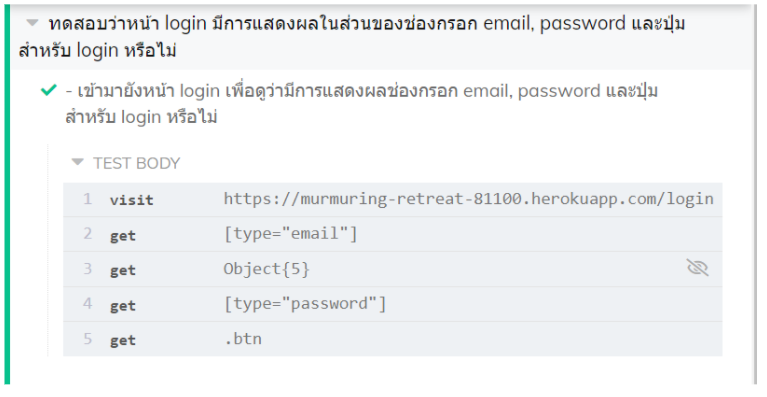 ทดสอบว่าหน้า login มีการแสดงผลในส่วนของช่องกรอก email, password และปุ่ม
สำหรับ login หรือไม่
- เข้ามายังหน้า login เพื่อดูว่ามีการแสดงผลช่องกรอก email, password และปุ่ม
สำหรับ login หรือไม่
TEST BODY
1 visit https://murmuring-retreat-81100.herokuapp.com/login
2 get [type="email"]
3 get Object{5}
4 get [type="password"]
5 get .btn